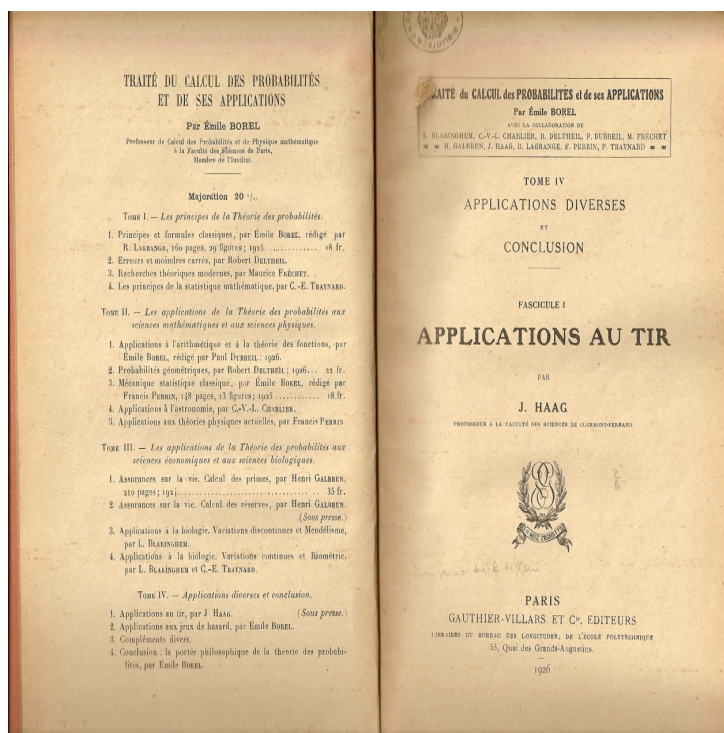 TRAITÉ DU CALCUL DES PROBABILITÉS
ET DE SES APPLICATIONS
Par Émile BOREL
Professeur de Calcul des Probabilités et de Physique mathématique
à la Faculté des Sciences de Paris,
Membre de l'Institut.
Majoration 20 %.
TOME I. — Les principes de la Théorie des probabilités.
1. Principes et formules classiques, par Émile BOREL, rédigé par
R. LAGRANGE, 160 pages, 29 figures; 1925 .............. 18 fr.
2. Erreurs et moindres carrés, par Robert DELTHEIL.
3. Recherches théoriques modernes, par Maurice FRÉCHET.
4. Les principes de la statistique mathématique, par C.-E. TRAYNARD.
TOME II. — Les applications de la Théorie des probabilités aux
sciences mathématiques et aux sciences physiques.
1. Applications à l'arithmétique et à la théorie des fonctions, par
Émile BOREL, rédigé par Paul DUBREIL; 1926.
2. Probabilités géométriques, par Robert DELTHEIL; 1926... 22 fr.
3. Mécanique statistique classique, par Émile BOREL, rédigé par
Francis PERRIN, 148 pages, 13 figures; 1925 ............ 18 fr.
4. Applications à l'astronomie, par C.-V.-L. CHARLIER.
5. Applications aux théories physiques actuelles, par Francis PERRIN
TOME III. — Les applications de la Théorie des probabilités aux
sciences économiques et aux sciences biologiques.
1. Assurances sur la vie. Calcul des primes, par Henri GALBRUN,
210 pages; 1924.................................... 35 fr.
2. Assurances sur la vie. Calcul des réserves, par Henri GALBRUN.
(Sous presse.)
3. Applications à la biologie. Variations discontinues et Mendélisme,
par L. BLARINGHEM.
4. Applications à la biologie. Variations continues et Biométrie,
par L. BLARINGHEM et C.-E. TRAYNARD.
TOME IV. — Applications diverses et conclusion.
1. Applications au tir, par J HAAG. (Sous presse.)
2. Applications aux jeux de hasard, par Émile BOREL.
3. Compléments divers.
4. Conclusion : la portée philosophique de la théorie des probabi-
lités, par Émile BOREL.
TRAITÉ du CALCUL des PROBABILITÉS et de ses APPLICATIONS
Par Émile BOREL
AVEC LA COLLABORATION DE
L. BLARINGHEM, C.-V.-L. CHARLIER, R. DELTHEIL, P. DUBREIL, M. FRÉCHET
H. GALBRUN, J. HAAG, R. LAGRANGE, F. PERRIN, P. TRAYNARD
TOME IV
APPLICATIONS DIVERSES
ET
CONCLUSION
FASCICULE I
APPLICATIONS AU TIR
PAR
J. HAAG
PROFESSEUR A LA FACULTÉ DES SCIENCES DE CLERMONT-FERRAND
PARIS
GAUTHIER-VILLARS ET Cie, EDITEURS
LIBRAIRES DU BUREAU DES LONGITUDES, DE L'ÉCOLE POLYTECHNIQUE
55, Quai des Grands-Augustins.
1926